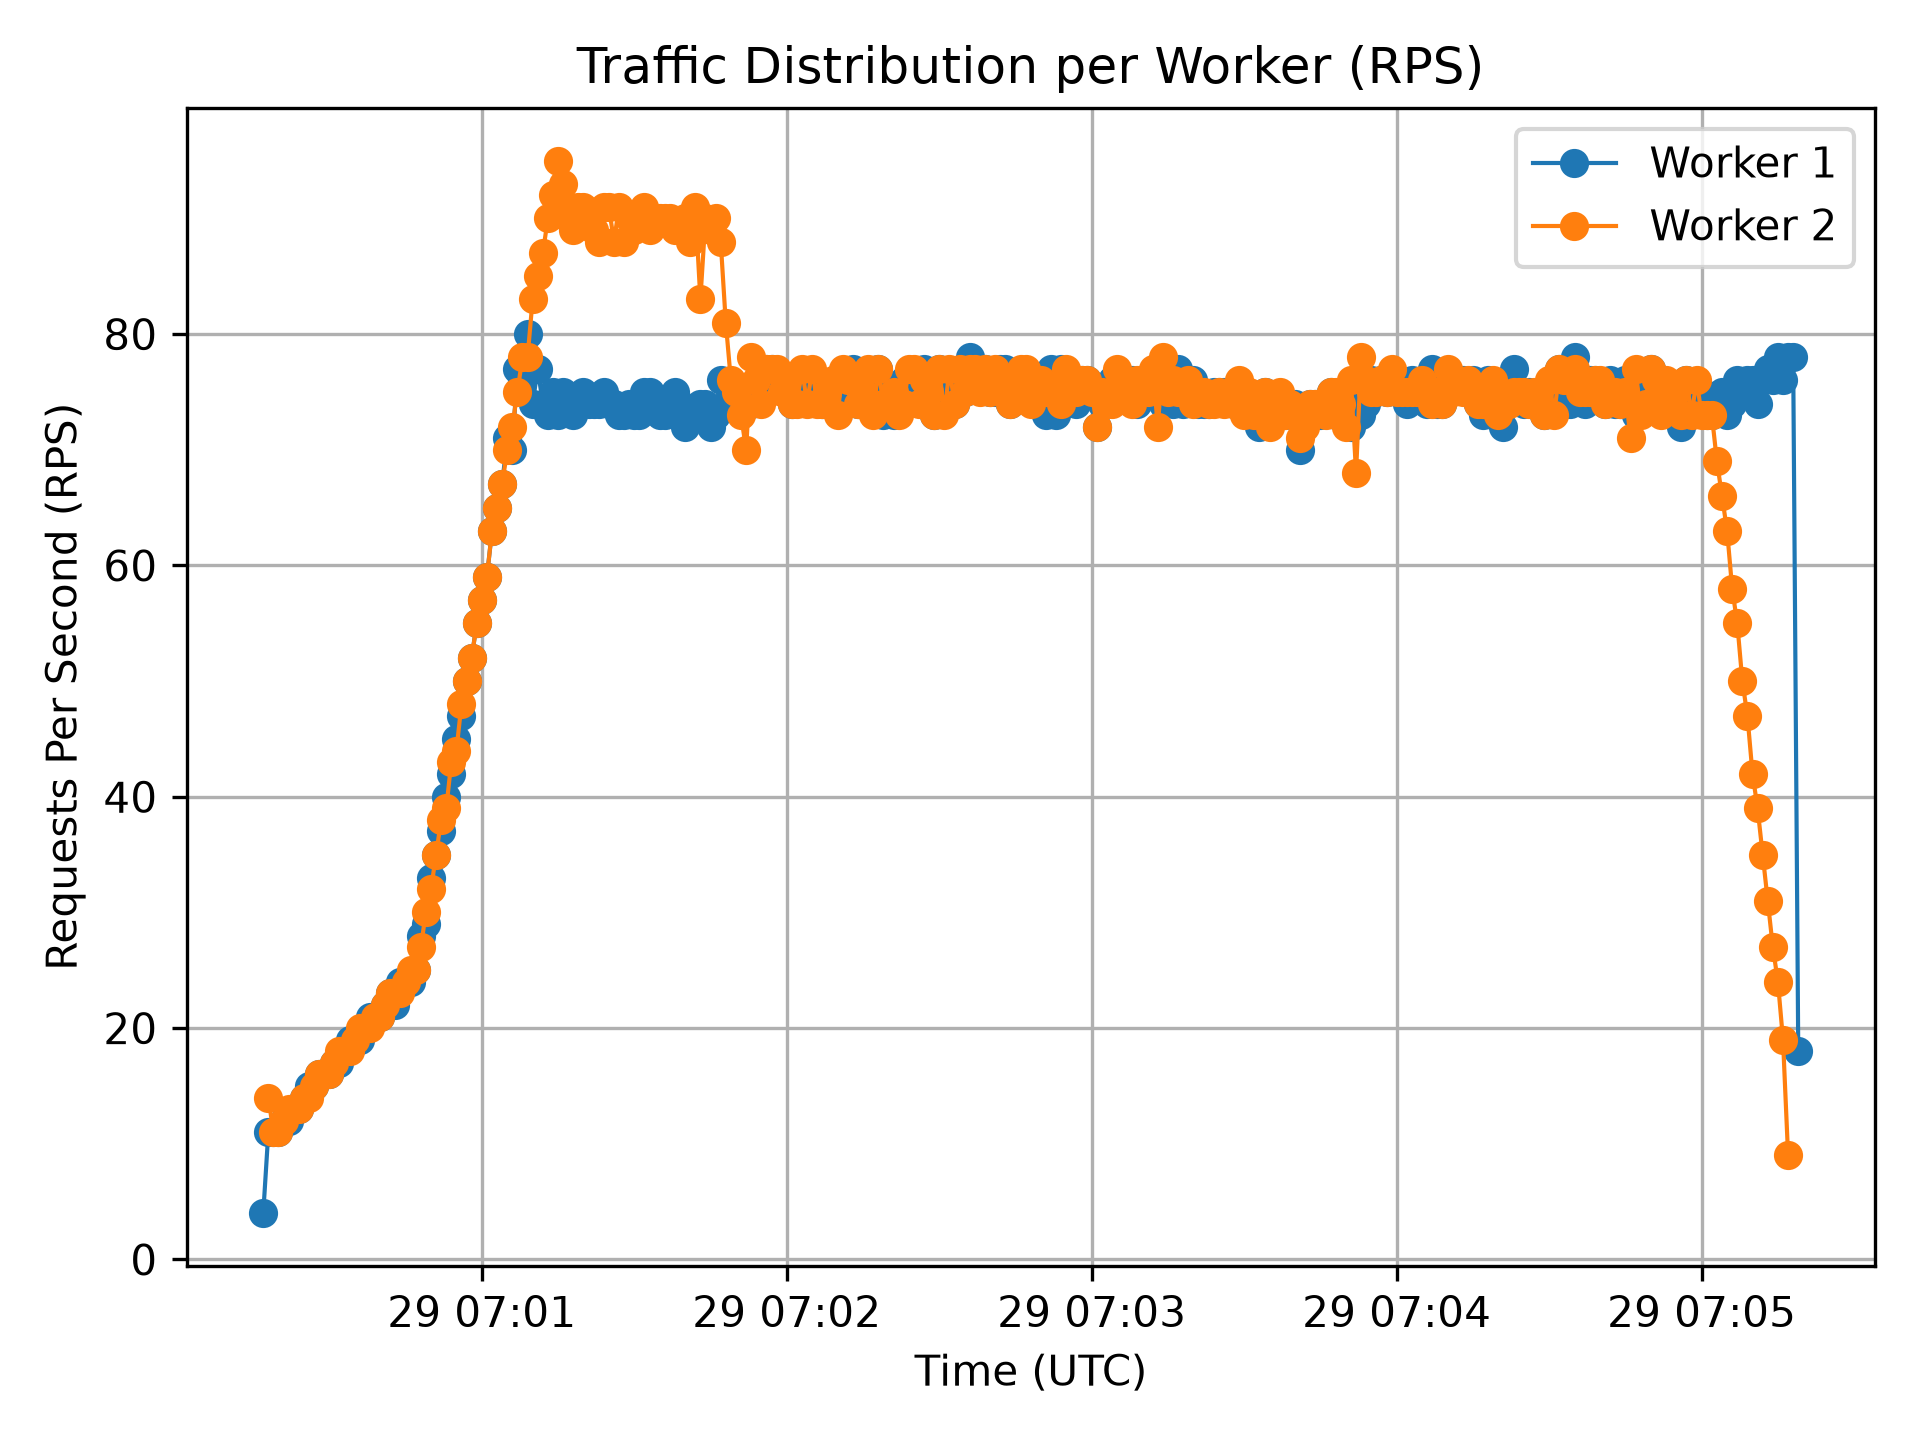 Traffic Distribution per Worker (RPS)
Worker 1
Worker 2
Requests Per Second (RPS)
80
60
40
20
0
29 07:01
29 07:02
29 07:03
29 07:04
29 07:05
Time (UTC)